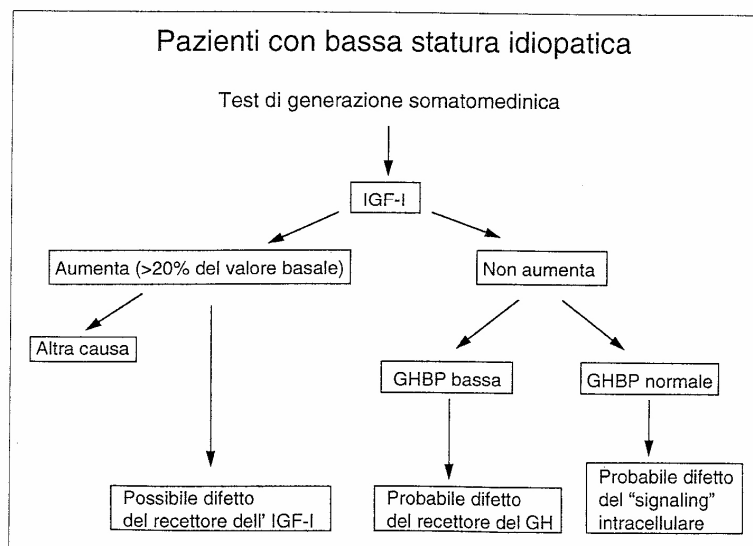 Pazienti con bassa statura idiopatica
Test di generazione somatomedinica
IGF-I
Aumenta (>20% del valore basale)
Non aumenta
Altra causa
GHBP bassa
GHBP normale
Possibile difetto
del recettore dell' IGF-I
Probabile difetto
del recettore del GH
Probabile difetto
del “signaling”
intracellulare